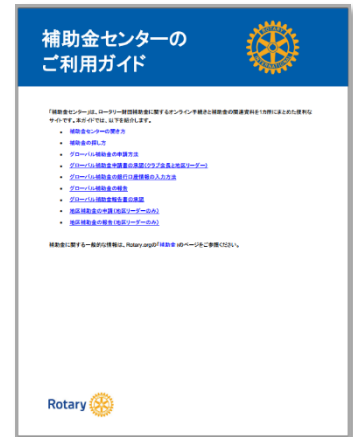 補助金センターの
ご利用ガイド
「補助金センター」は、ロータリー財団補助金に関するオンライン手続きと補助金の関連資料を1カ所にまとめた便利な
サイトです。本ガイドでは、以下を紹介します。
• 補助金センターの開き方
• 補助金の探し方
• グローバル補助金の申請方法
• グローバル補助金申請書の承認(クラブ会長と地区リーダー)
• グローバル補助金の銀行口座情報の入力方法
• グローバル補助金の報告
• グローバル補助金報告書の承認
• 地区補助金の申請(地区リーダーのみ)
• 地区補助金の報告(地区リーダーのみ)
補助金に関する一般的な情報は、Rotary.orgの「補助金」のページをご参照ください。
Rotary